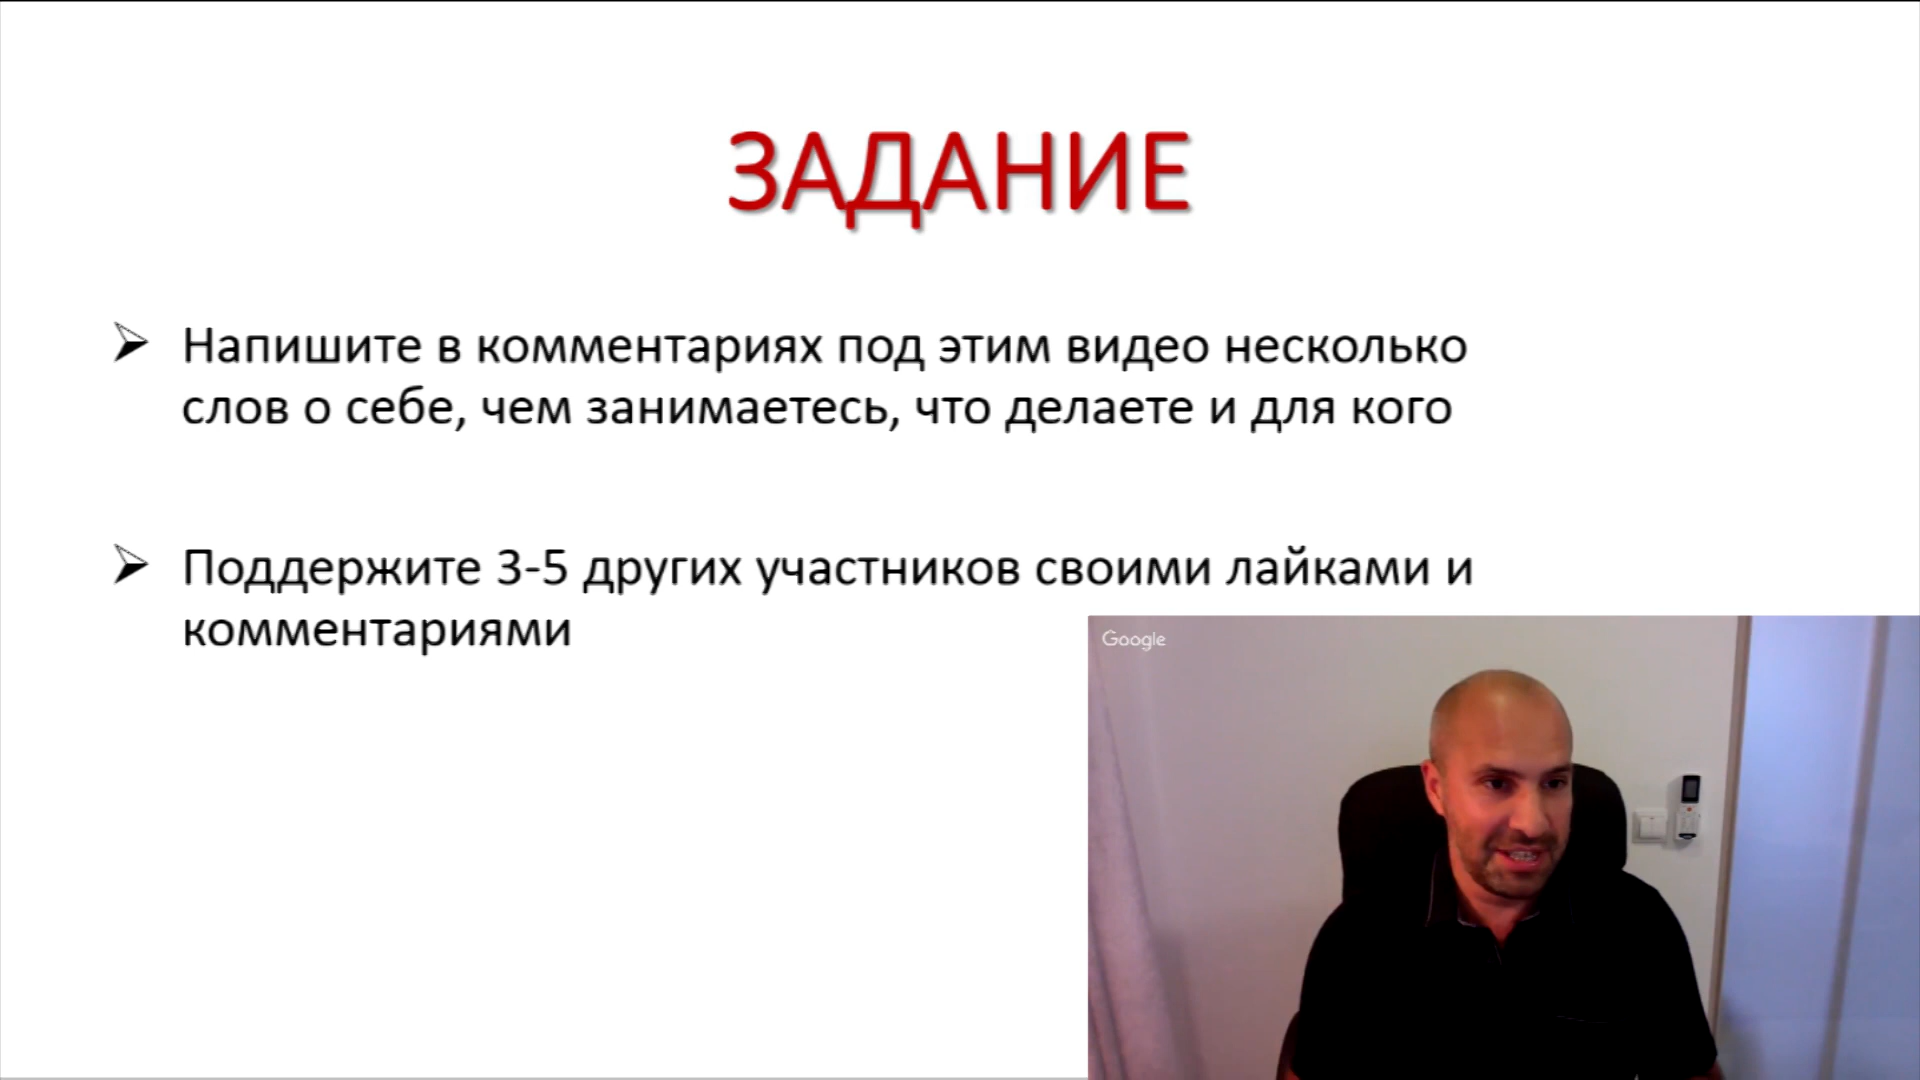 ЗАДАНИЕ
Напишите в комментариях под этим видео несколько
слов о себе, чем занимаетесь, что делаете и для кого
Поддержите 3-5 других участников своими лайками и
комментариями
Google